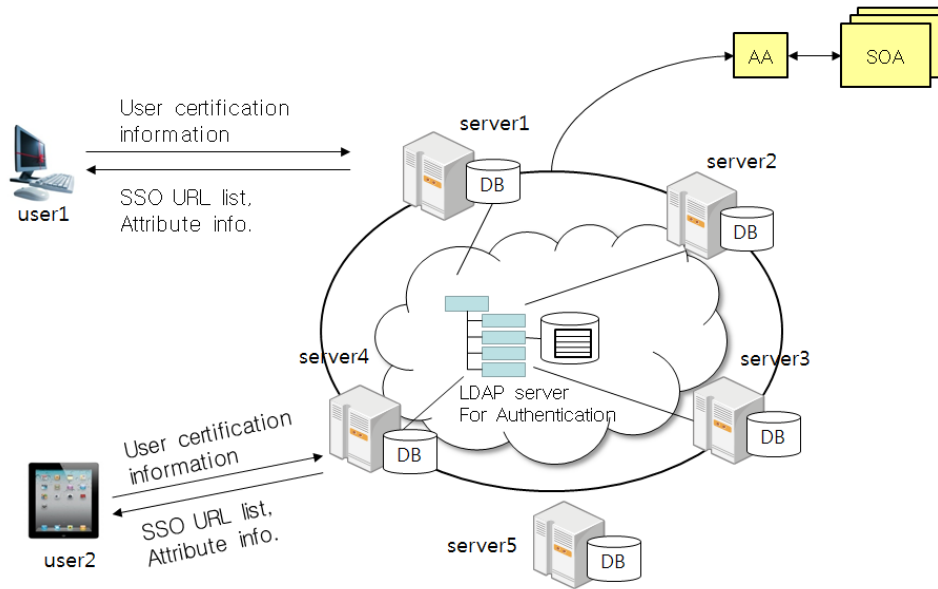 AA
SOA
User certification
information
server1
DB
SSO URL list,
Attribute info.
user1
server2
DB
server4
server3
LDAP server
For Authentication
DB
DB
User certification
information
SSO URL list,
Attribute info.
user2
server5
DB